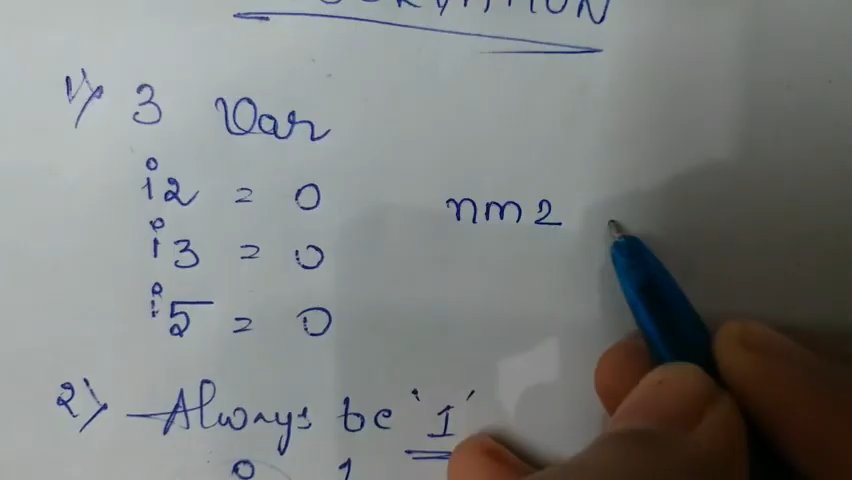 1) 3 Var
i2 = 0
nm2
i3 = 0
i5 = 0
2) Always be '1'